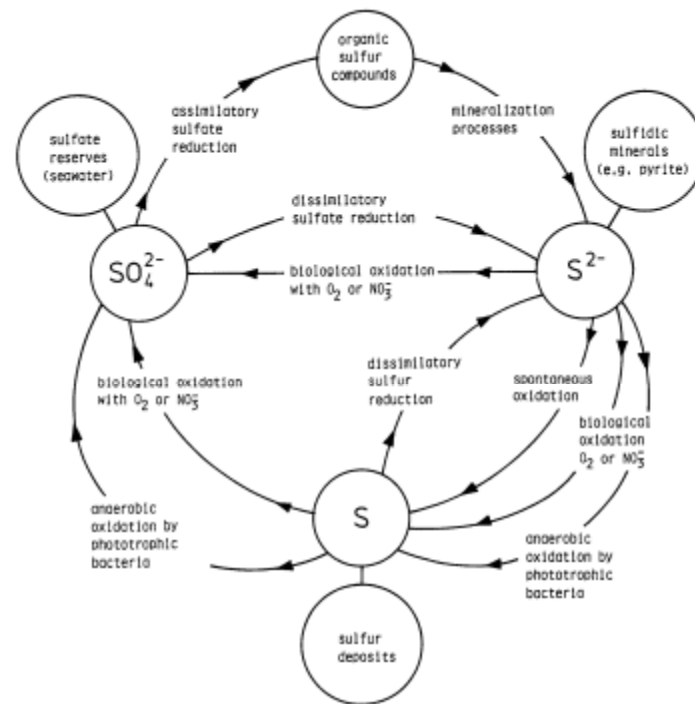 organic
sulfur
compounds
assimilatory
sulfate
reduction
mineralization
processes
sulfate
reserves
(seawater)
sulfidic
minerals
(e.g. pyrite)
dissimilatory
sulfate reduction
SO₄²⁻
S²⁻
biological oxidation
with O₂ or NO₃⁻
dissimilatory
sulfur
reduction
spontaneous
oxidation
biological oxidation
with O₂ or NO₃⁻
biological
oxidation
O₂ or NO₃⁻
S
anaerobic
oxidation by
phototrophic
bacteria
anaerobic
oxidation by
phototrophic
bacteria
sulfur
deposits